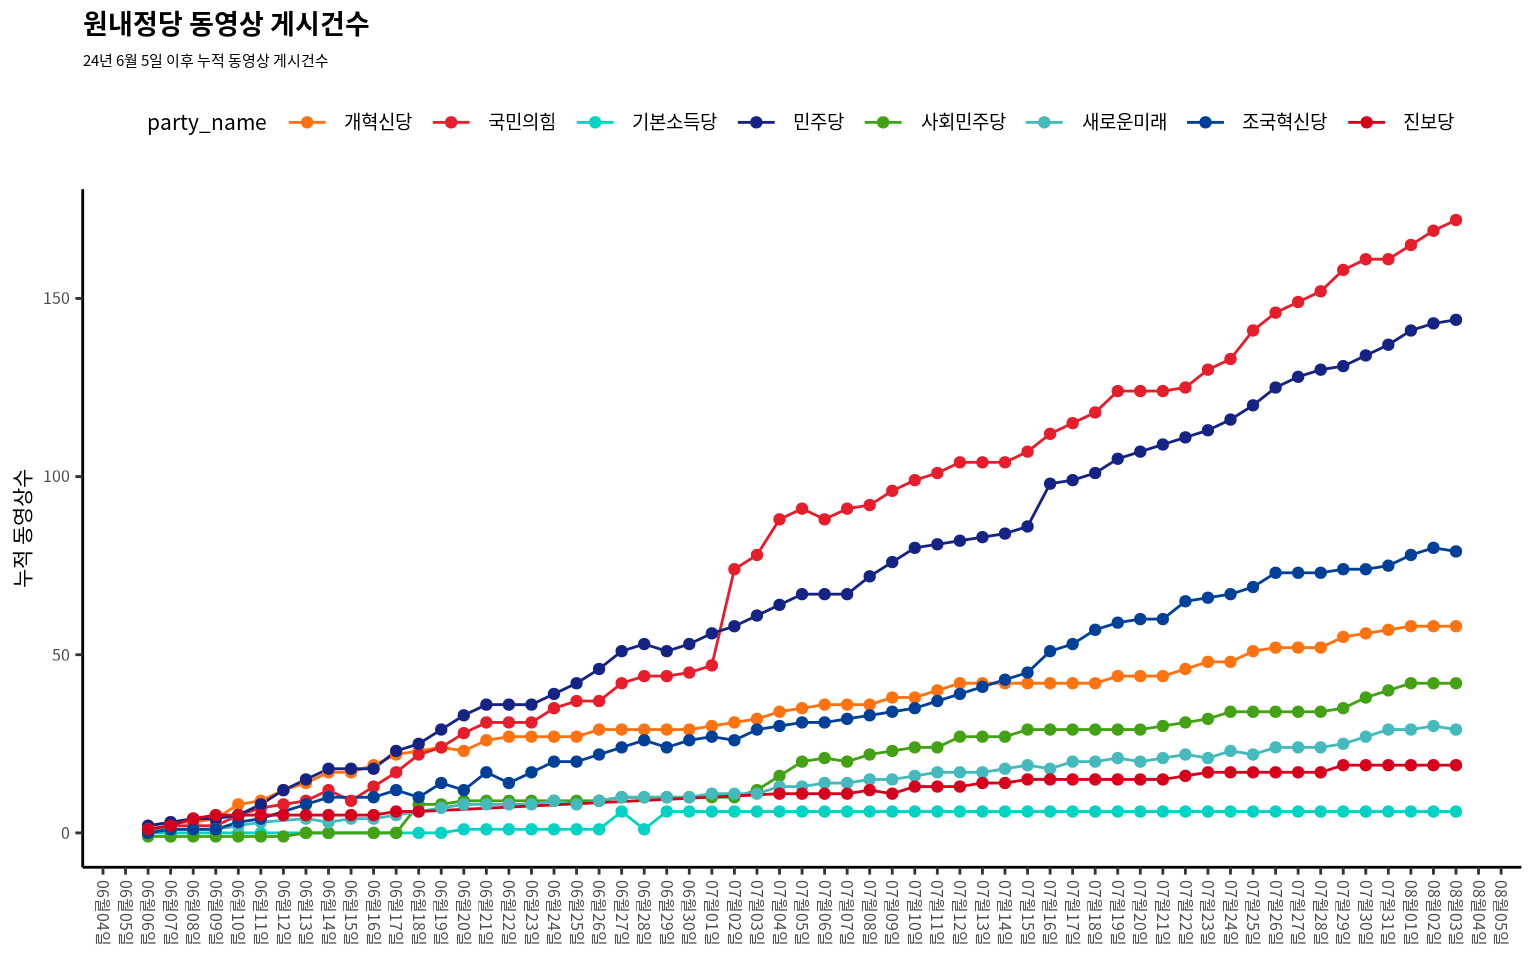 원내정당 동영상 게시건수
24년 6월 5일 이후 누적 동영상 게시건수
party_name 개혁신당 국민의힘 기본소득당 민주당 사회민주당 새로운미래 조국혁신당 진보당
누적 동영상수
150
100
50
0
06월04일 06월05일 06월06일 06월07일 06월08일 06월09일 06월10일 06월11일 06월12일 06월13일 06월14일 06월15일 06월16일 06월17일 06월18일 06월19일 06월20일 06월21일 06월22일 06월23일 06월24일 06월25일 06월26일 06월27일 06월28일 06월29일 06월30일 07월01일 07월02일 07월03일 07월04일 07월05일 07월06일 07월07일 07월08일 07월09일 07월10일 07월11일 07월12일 07월13일 07월14일 07월15일 07월16일 07월17일 07월18일 07월19일 07월20일 07월21일 07월22일 07월23일 07월24일 07월25일 07월26일 07월27일 07월28일 07월29일 07월30일 07월31일 08월01일 08월02일 08월03일 08월04일 08월05일